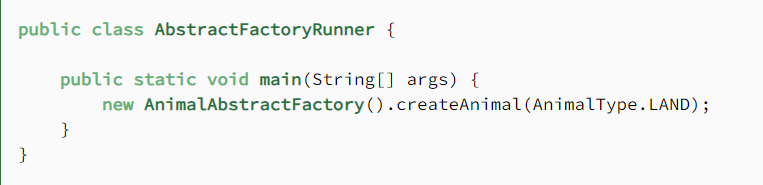 public class AbstractFactoryRunner {
public static void main(String[] args) {
new AnimalAbstractFactory().createAnimal(AnimalType.LAND);
}
}